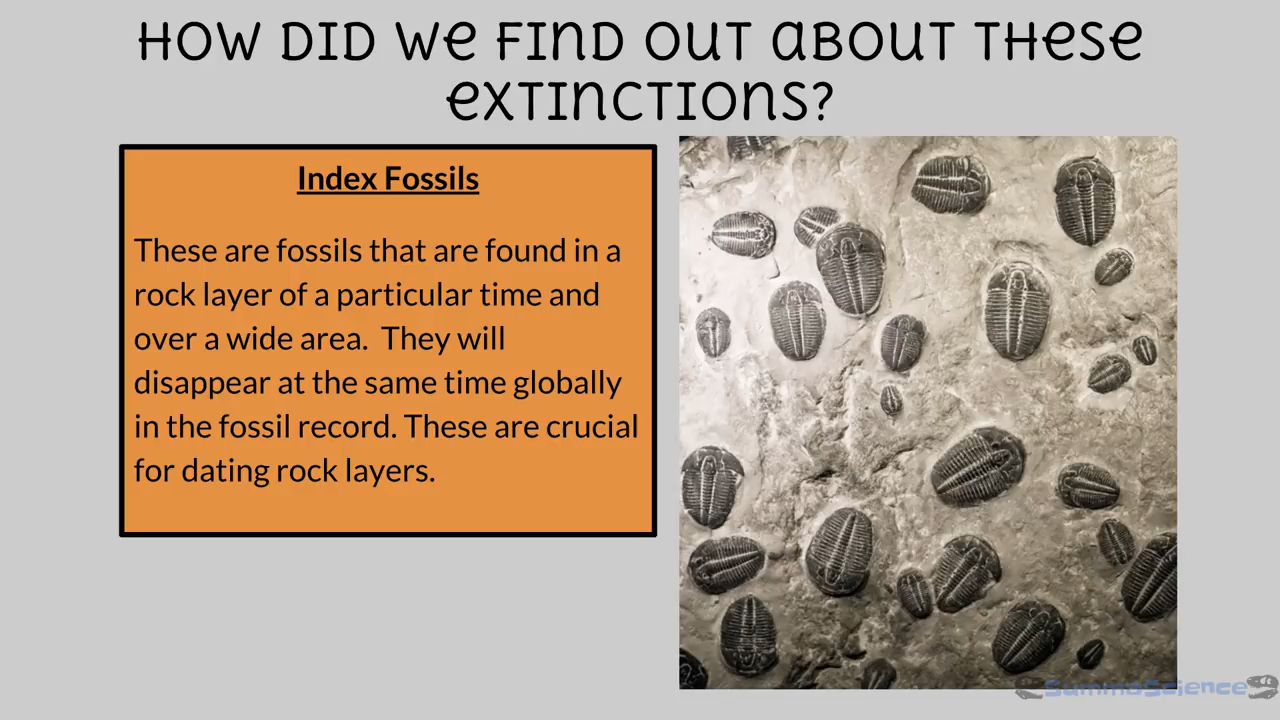 How did we find out about these
extinctions?
Index Fossils
These are fossils that are found in a
rock layer of a particular time and
over a wide area.  They will
disappear at the same time globally
in the fossil record. These are crucial
for dating rock layers.
SummaScience